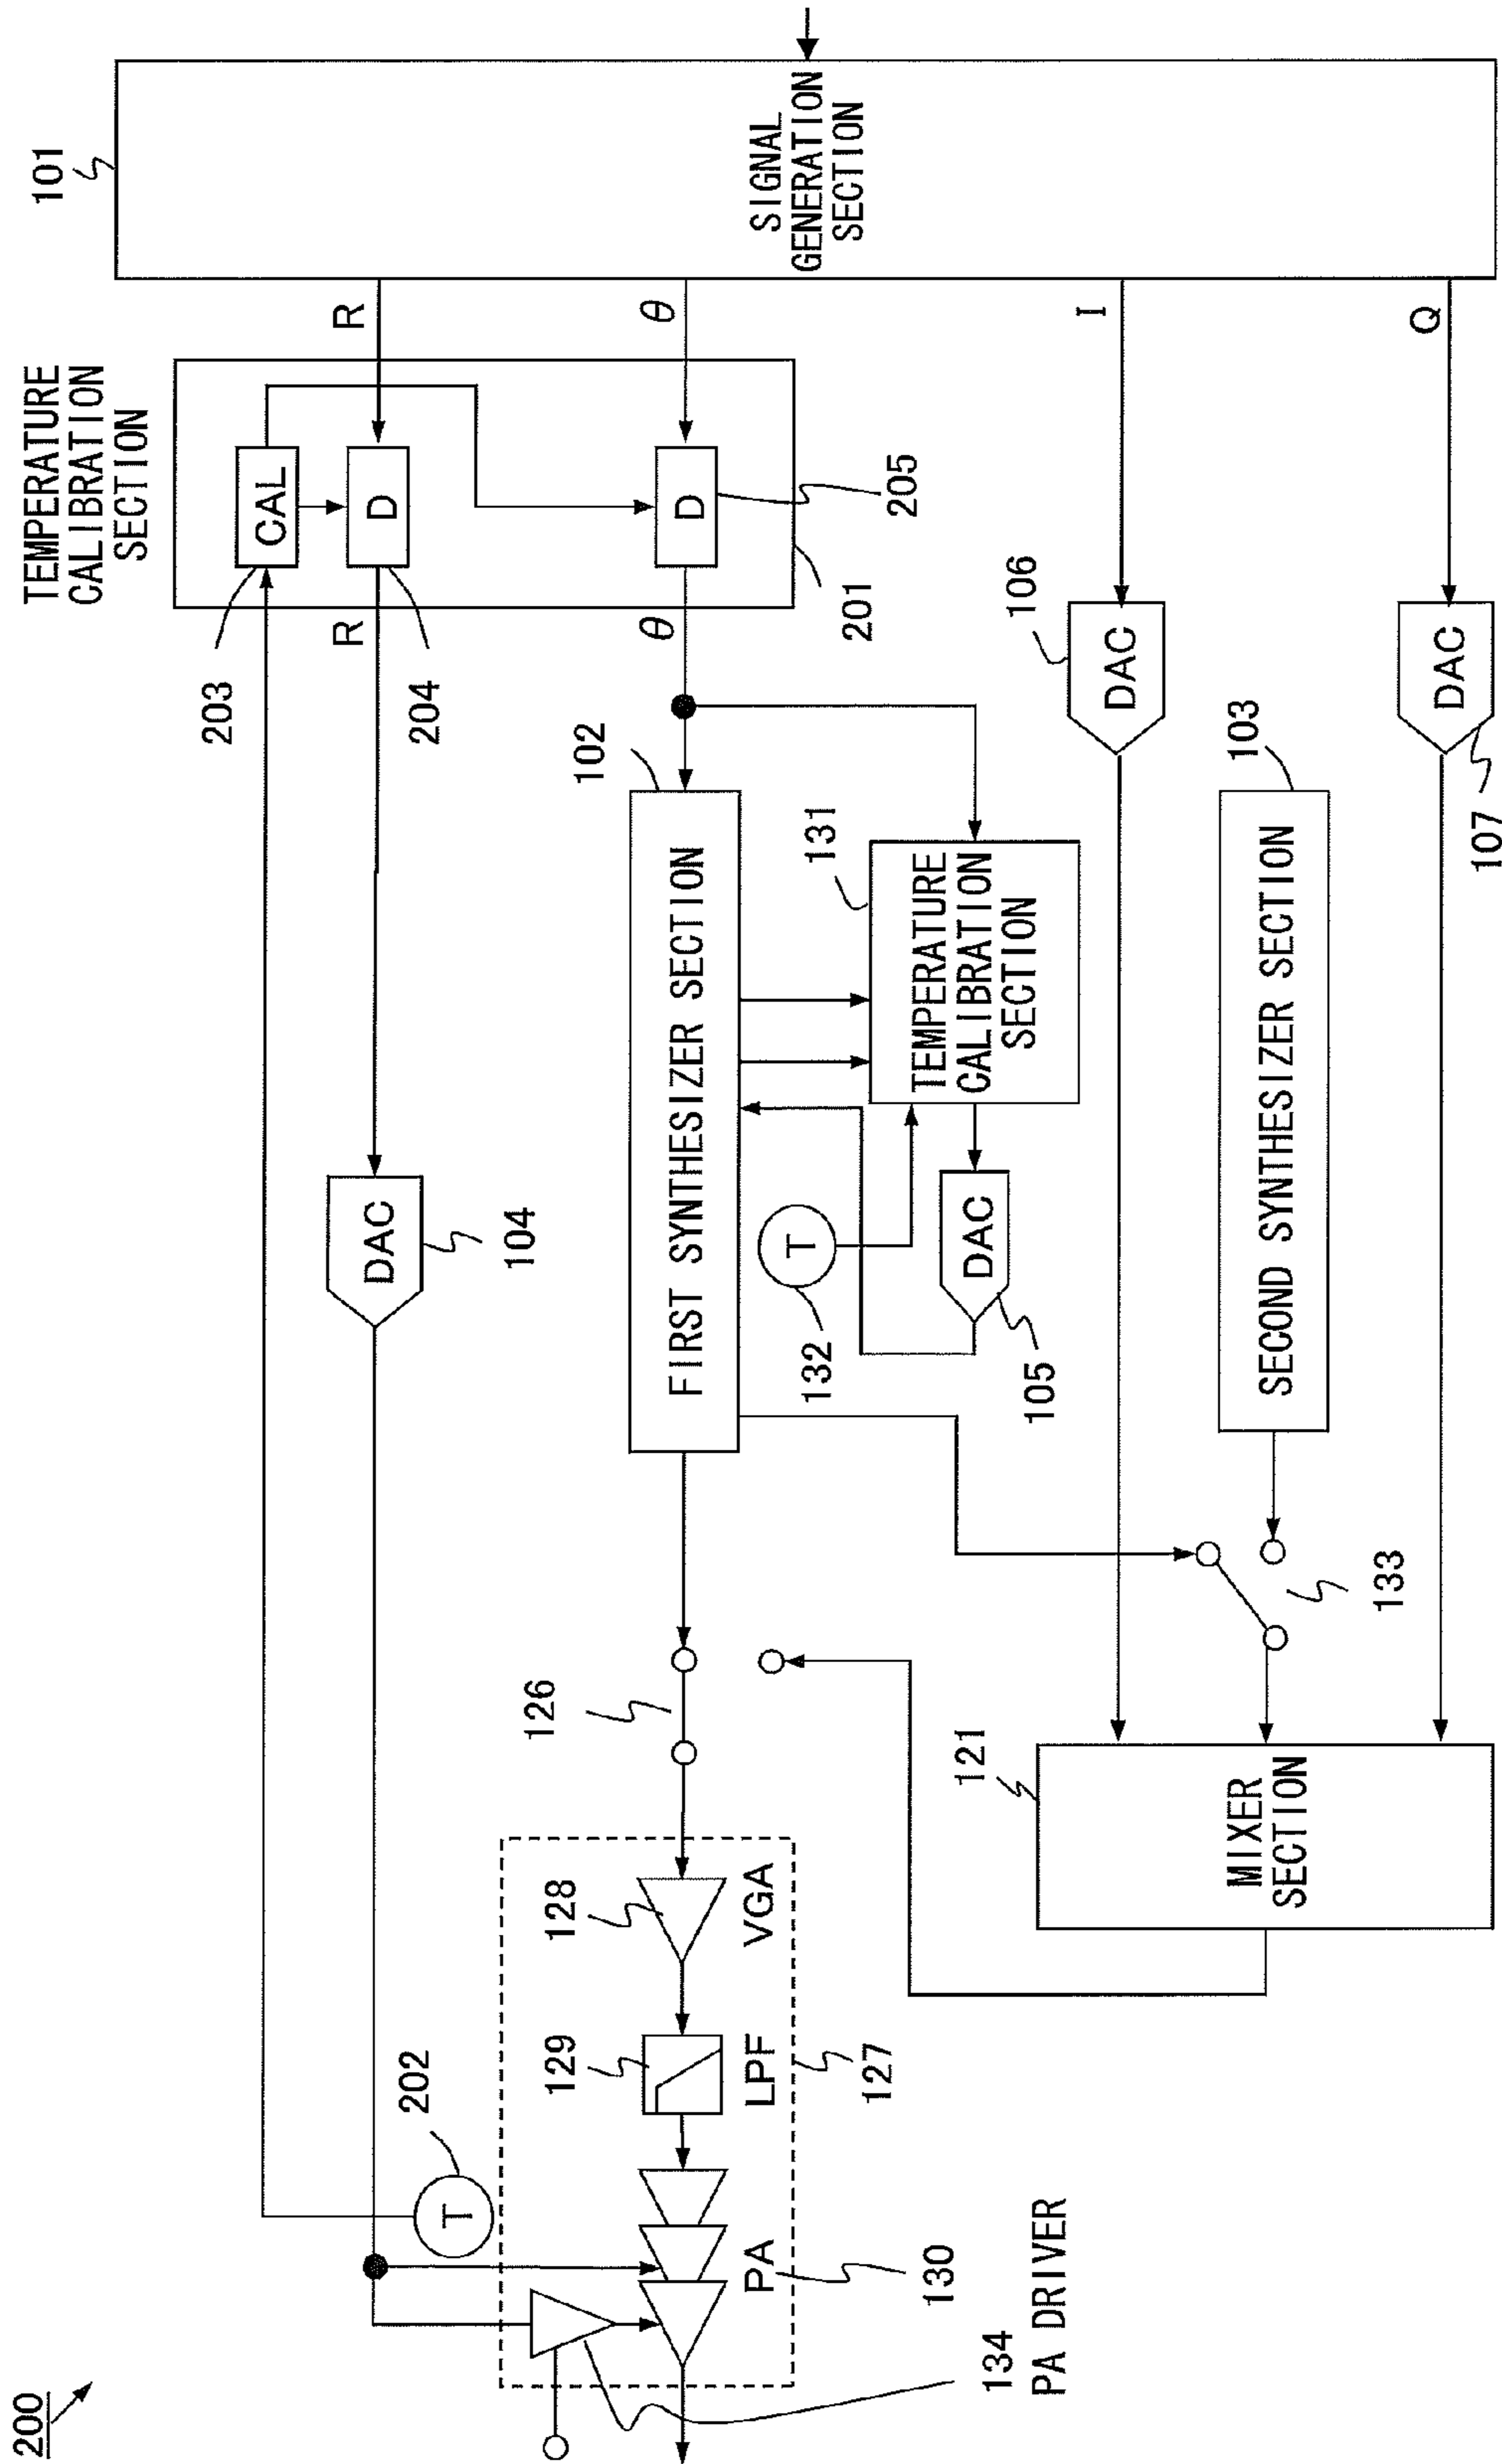 200
101
SIGNAL
GENERATION
SECTION
TEMPERATURE
CALIBRATION
SECTION
R
θ
I
Q
CAL
D
D
203
204
205
201
R
θ
106
DAC
DAC
107
102
FIRST SYNTHESIZER SECTION
131
TEMPERATURE
CALIBRATION
SECTION
103
SECOND SYNTHESIZER SECTION
DAC
104
T
132
DAC
105
133
126
121
MIXER
SECTION
128
VGA
129
LPF
127
202
T
PA
130
134
PA DRIVER